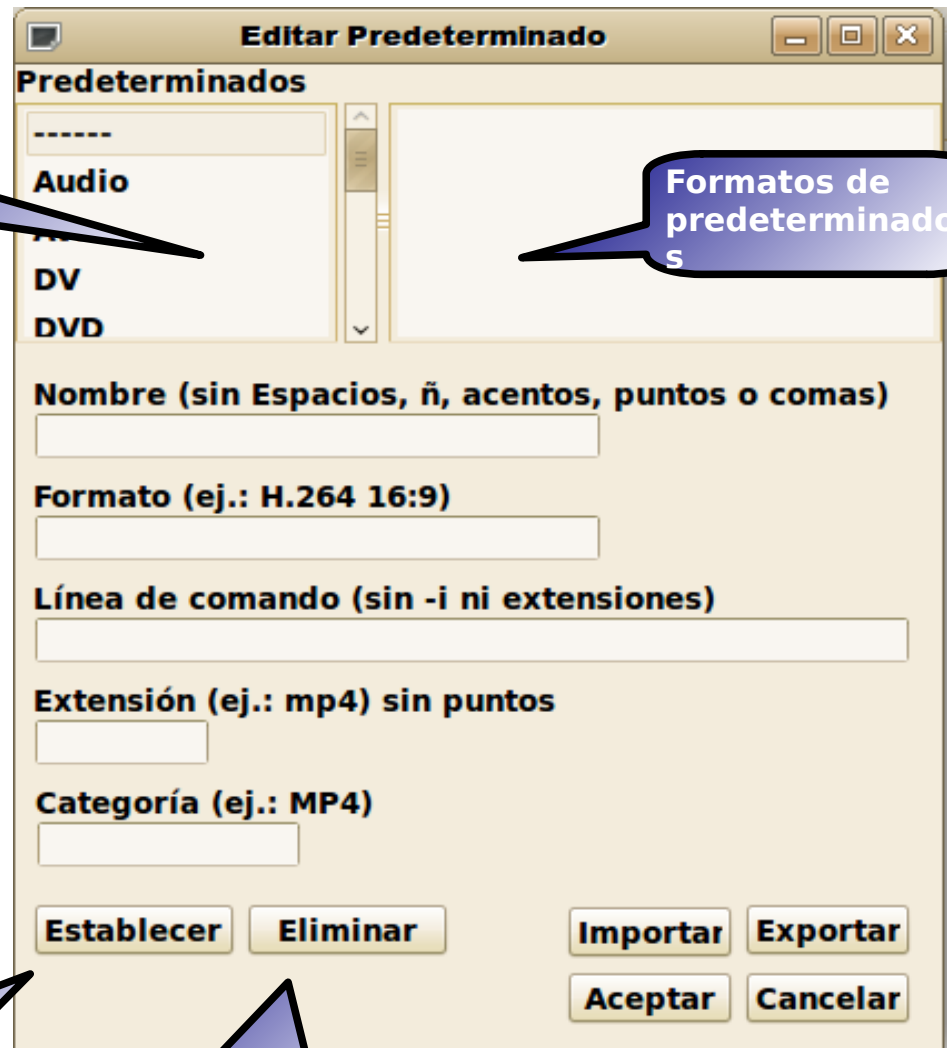 Editar Predeterminado
Predeterminados
------
Audio
DV
DVD
Formatos de
predeterminado
s
Nombre (sin Espacios, ñ, acentos, puntos o comas)
Formato (ej.: H.264 16:9)
Línea de comando (sin -i ni extensiones)
Extensión (ej.: mp4) sin puntos
Categoría (ej.: MP4)
Establecer Eliminar Importar Exportar
Aceptar Cancelar